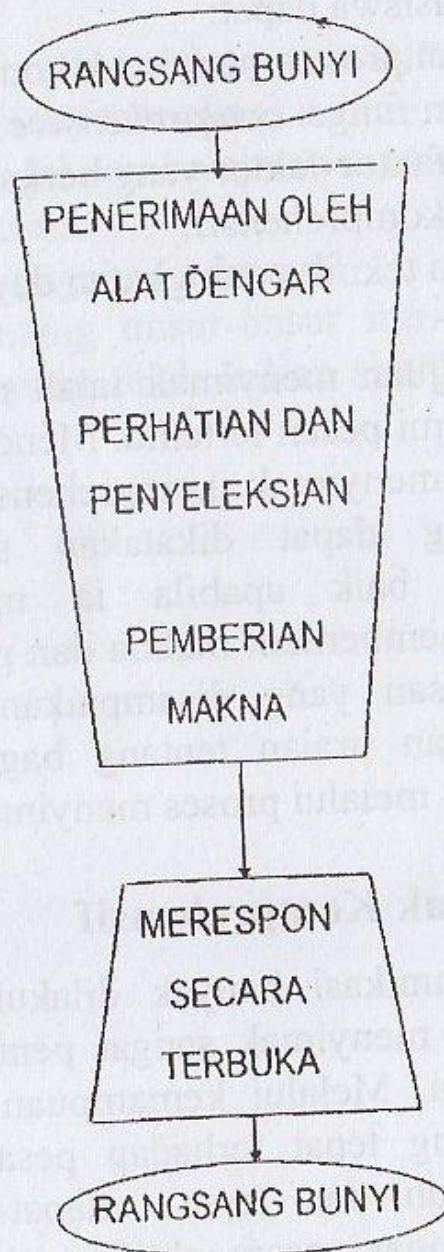 RANGSANG BUNYI
PENERIMAAN OLEH
ALAT DENGAR
PERHATIAN DAN
PENYELEKSIAN
PEMBERIAN
MAKNA
MERESPON
SECARA
TERBUKA
RANGSANG BUNYI